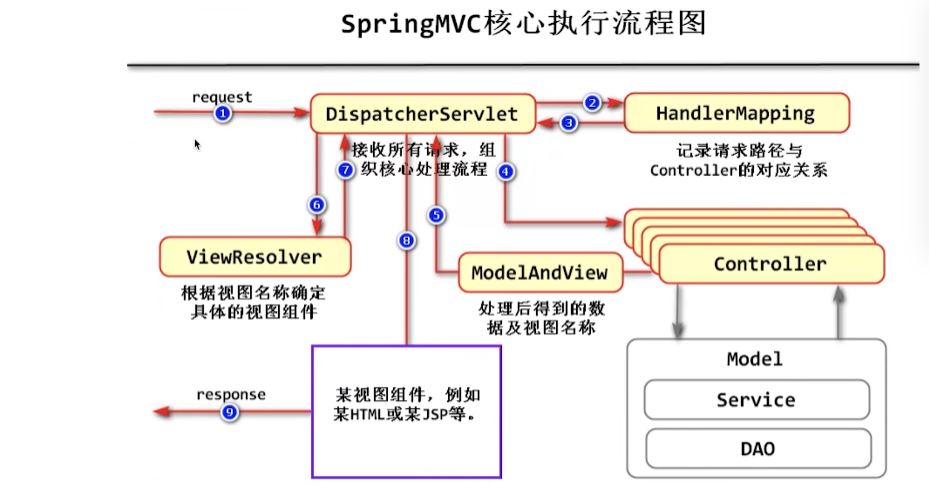 SpringMVC核心执行流程图
request
1
DispatcherServlet
2
3
HandlerMapping
接收所有请求，组
织核心处理流程
记录请求路径与
Controller的对应关系
7
4
6
5
8
ViewResolver
根据视图名称确定
具体的视图组件
ModelAndView
处理后得到的数
据及视图名称
Controller
Model
Service
DAO
某视图组件，例如
某HTML或某JSP等。
response
9